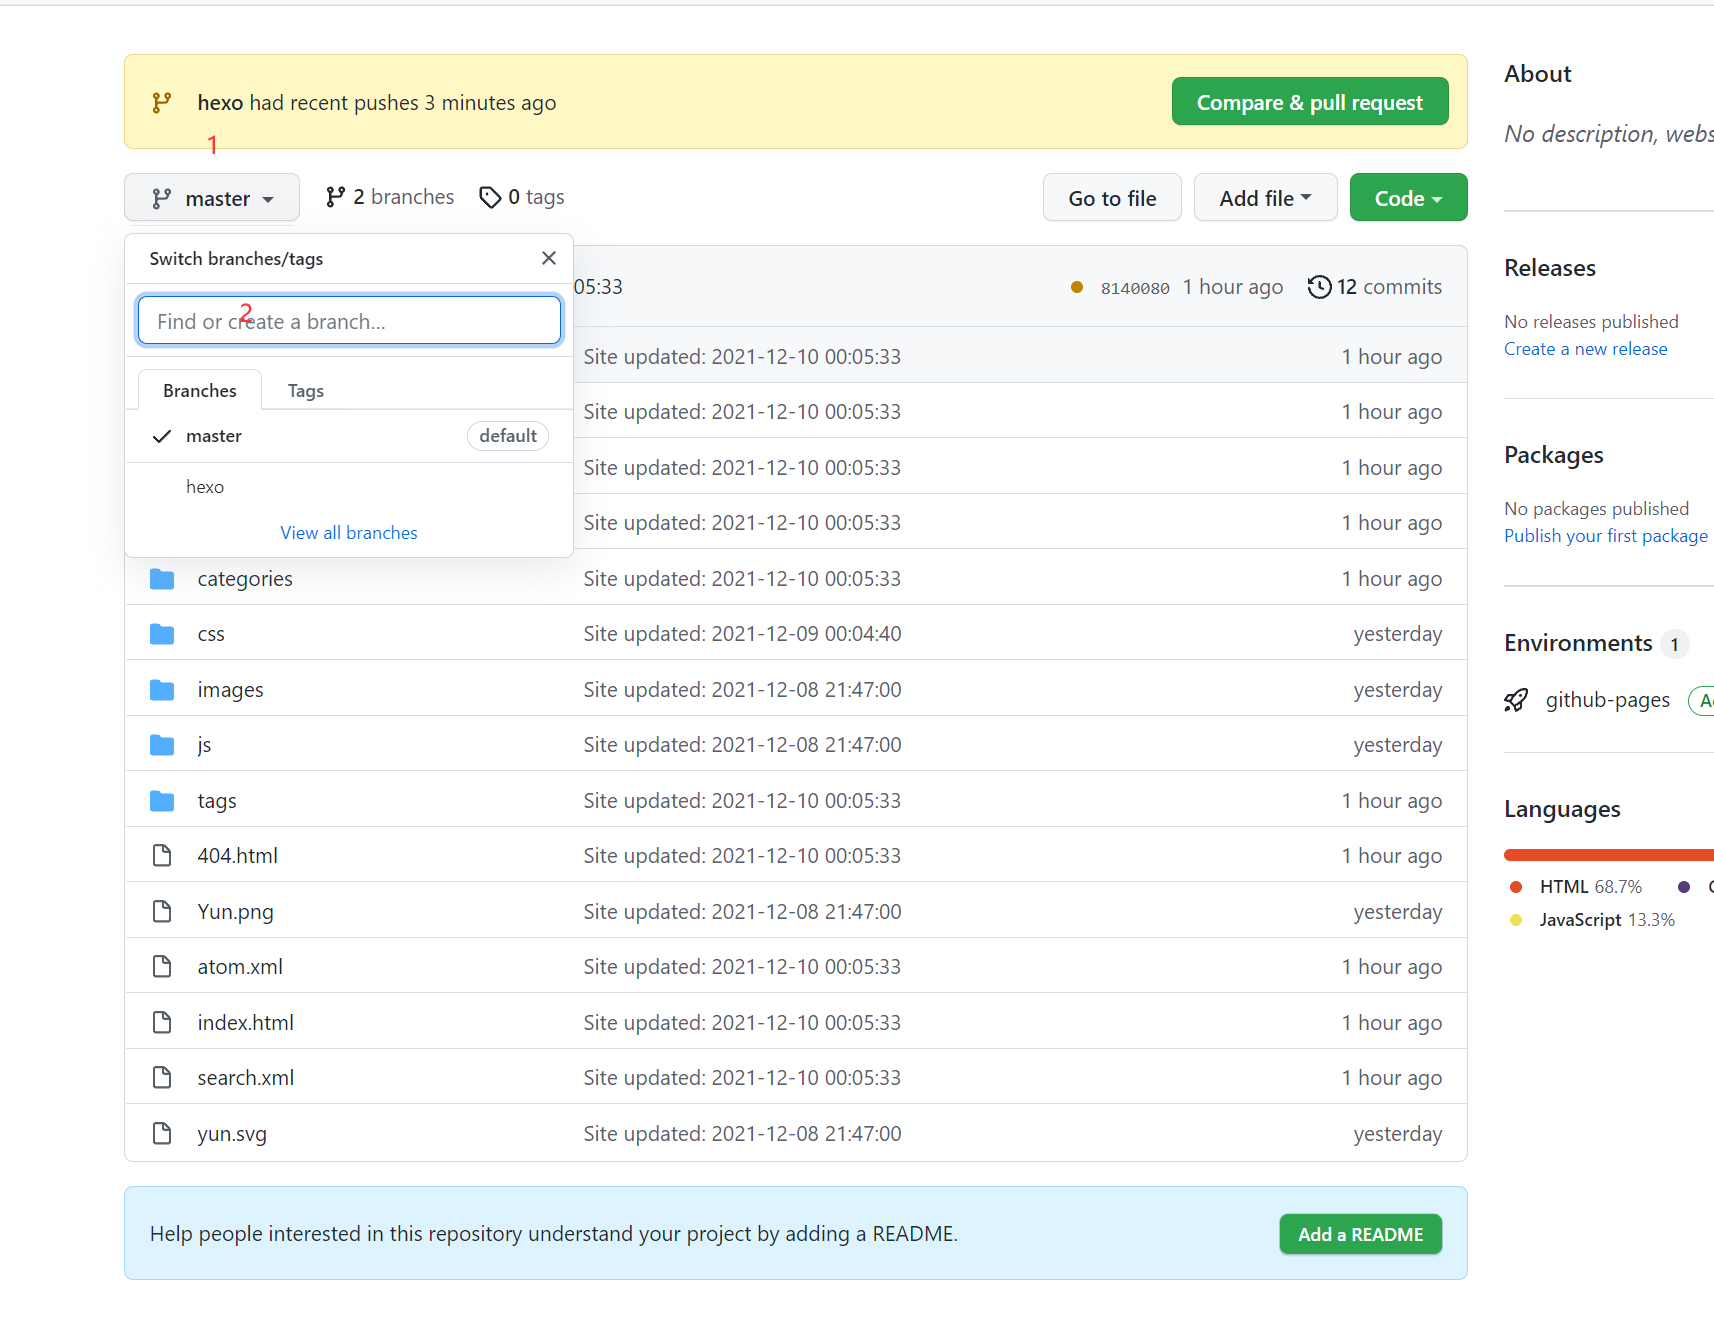 hexo had recent pushes 3 minutes ago
Compare & pull request
1
master
2 branches
0 tags
Go to file
Add file
Code
Switch branches/tags
05:33
8140080 1 hour ago
12 commits
2
Find or create a branch...
Branches
Tags
master
default
hexo
View all branches
Site updated: 2021-12-10 00:05:33 1 hour ago
Site updated: 2021-12-10 00:05:33 1 hour ago
Site updated: 2021-12-10 00:05:33 1 hour ago
Site updated: 2021-12-10 00:05:33 1 hour ago
categories Site updated: 2021-12-10 00:05:33 1 hour ago
css Site updated: 2021-12-09 00:04:40 yesterday
images Site updated: 2021-12-08 21:47:00 yesterday
js Site updated: 2021-12-08 21:47:00 yesterday
tags Site updated: 2021-12-10 00:05:33 1 hour ago
404.html Site updated: 2021-12-10 00:05:33 1 hour ago
Yun.png Site updated: 2021-12-08 21:47:00 yesterday
atom.xml Site updated: 2021-12-10 00:05:33 1 hour ago
index.html Site updated: 2021-12-10 00:05:33 1 hour ago
search.xml Site updated: 2021-12-10 00:05:33 1 hour ago
yun.svg Site updated: 2021-12-08 21:47:00 yesterday
Help people interested in this repository understand your project by adding a README.
Add a README
About
No description, webs
Releases
No releases published
Create a new release
Packages
No packages published
Publish your first package
Environments 1
github-pages
Languages
HTML 68.7%
JavaScript 13.3%